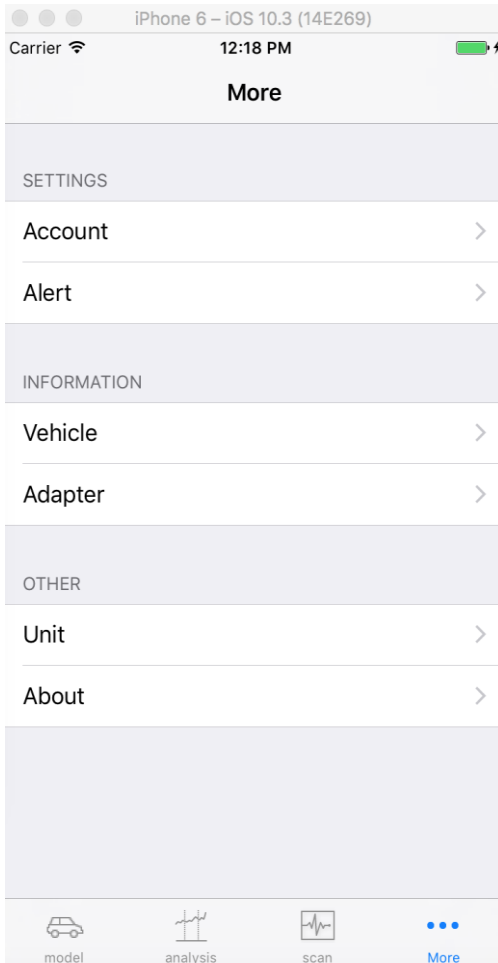 iPhone 6 – iOS 10.3 (14E269)
Carrier 12:18 PM
More
SETTINGS
Account
Alert
INFORMATION
Vehicle
Adapter
OTHER
Unit
About
model analysis scan More